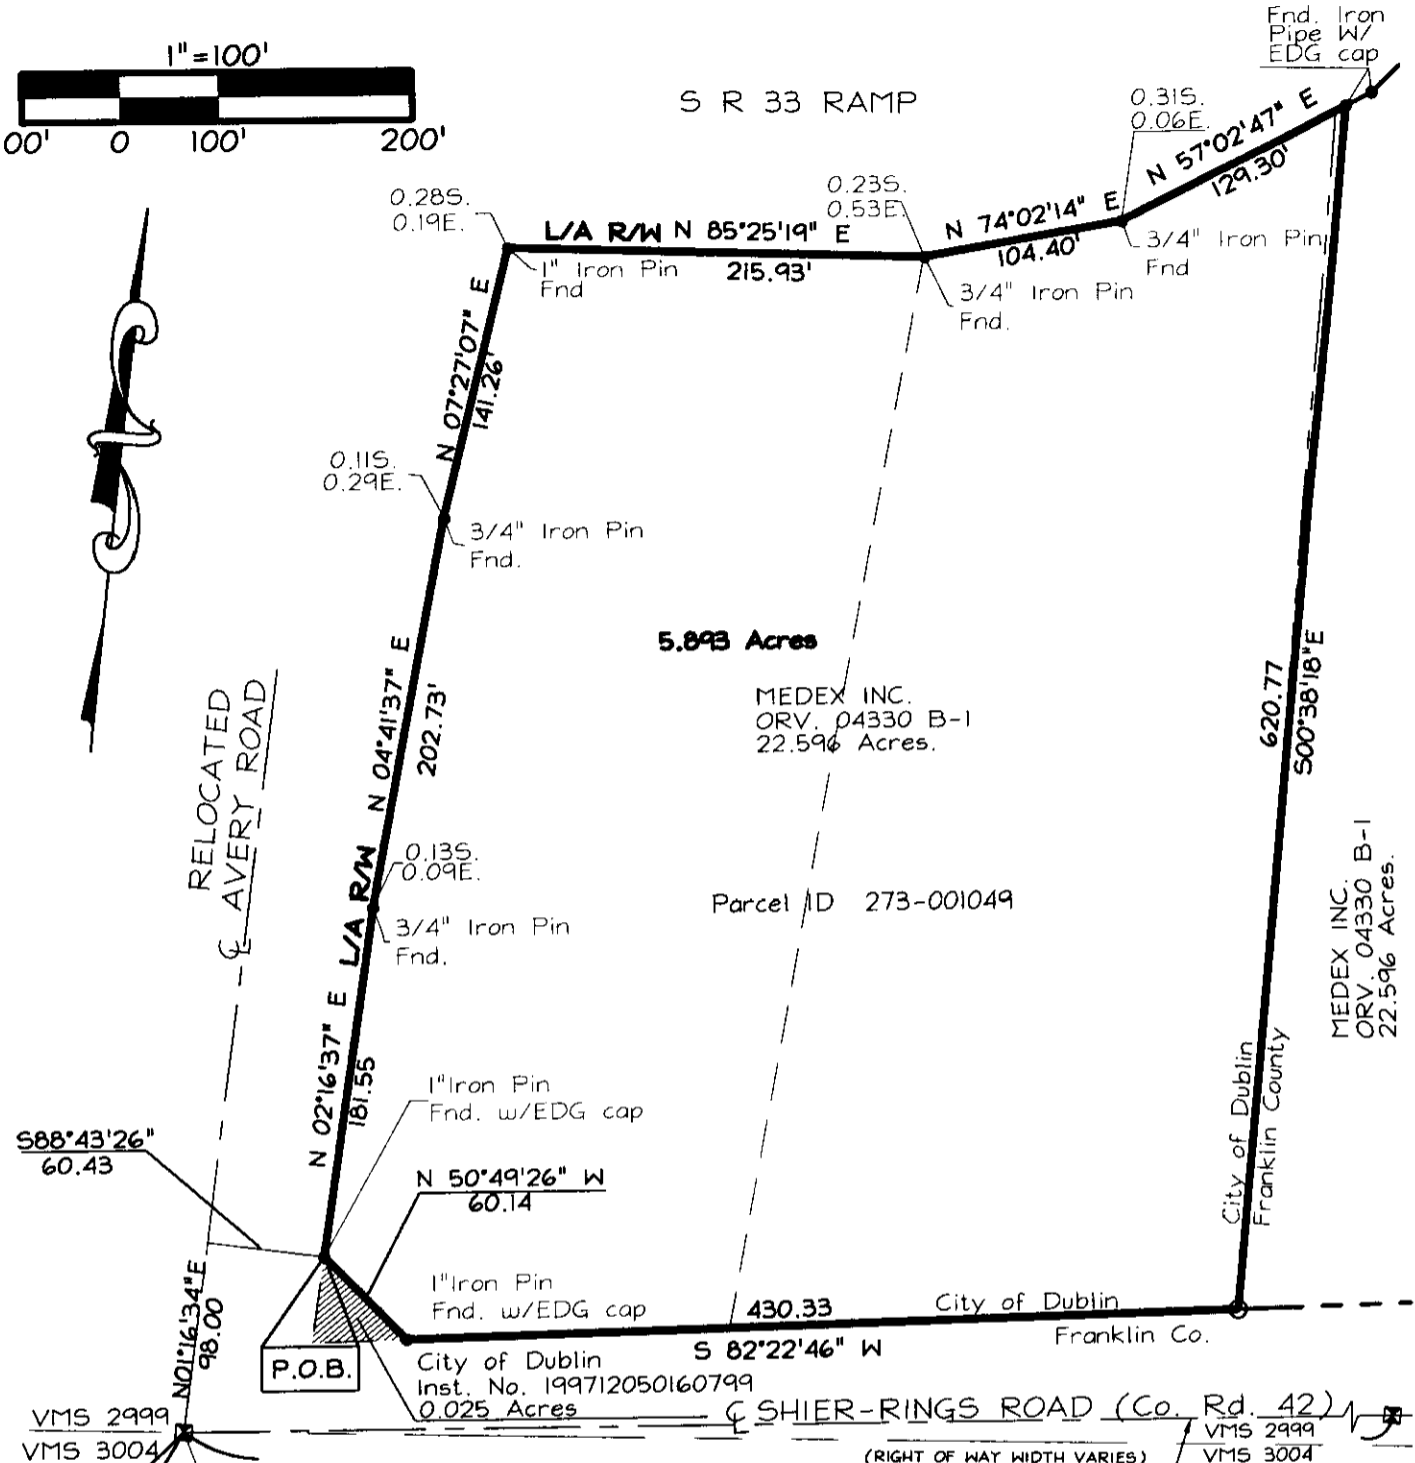 Fnd. Iron
Pipe W/
EDG cap
1"=100'
00' 0 100' 200'
S R 33 RAMP
0.31S.
0.06E.
N 57°02'47" E
129.30'
0.28S.
0.19E.
0.23S.
0.53E.
L/A R/W N 85°25'19" E
215.93'
N 74°02'14" E
104.40'
3/4" Iron Pin
Fnd
1" Iron Pin
Fnd
3/4" Iron Pin
Fnd.
N 07°27'07" E
141.26'
0.11S.
0.29E.
3/4" Iron Pin
Fnd.
5.893 Acres
MEDEX INC.
ORV. 04330 B-1
22.596 Acres.
620.77
S00°38'18"E
N 04°41'37" E
202.73'
RELOCATED
℄ AVERY ROAD
L/A R/W
0.13S.
0.09E.
3/4" Iron Pin
Fnd.
Parcel ID 273-001049
MEDEX INC.
ORV. 04330 B-1
22.596 Acres.
N 02°16'37" E
181.55
1"Iron Pin
Fnd. w/EDG cap
City of Dublin
Franklin County
S88°43'26"
60.43
N 50°49'26" W
60.14
1"Iron Pin
Fnd. w/EDG cap
430.33
S 82°22'46" W
City of Dublin
Franklin Co.
N01°16'34"E
98.00
P.O.B.
City of Dublin
Inst. No. 199712050160799
0.025 Acres
℄ SHIER-RINGS ROAD (Co. Rd. 42)
VMS 2999
VMS 3004
(RIGHT OF WAY WIDTH VARIES)
VMS 2999
VMS 3004